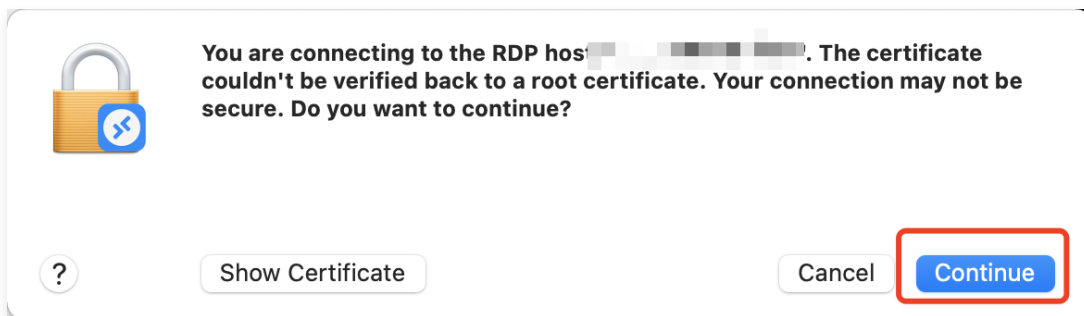 You are connecting to the RDP host '. The certificate
couldn't be verified back to a root certificate. Your connection may not be
secure. Do you want to continue?
?
Show Certificate
Cancel
Continue